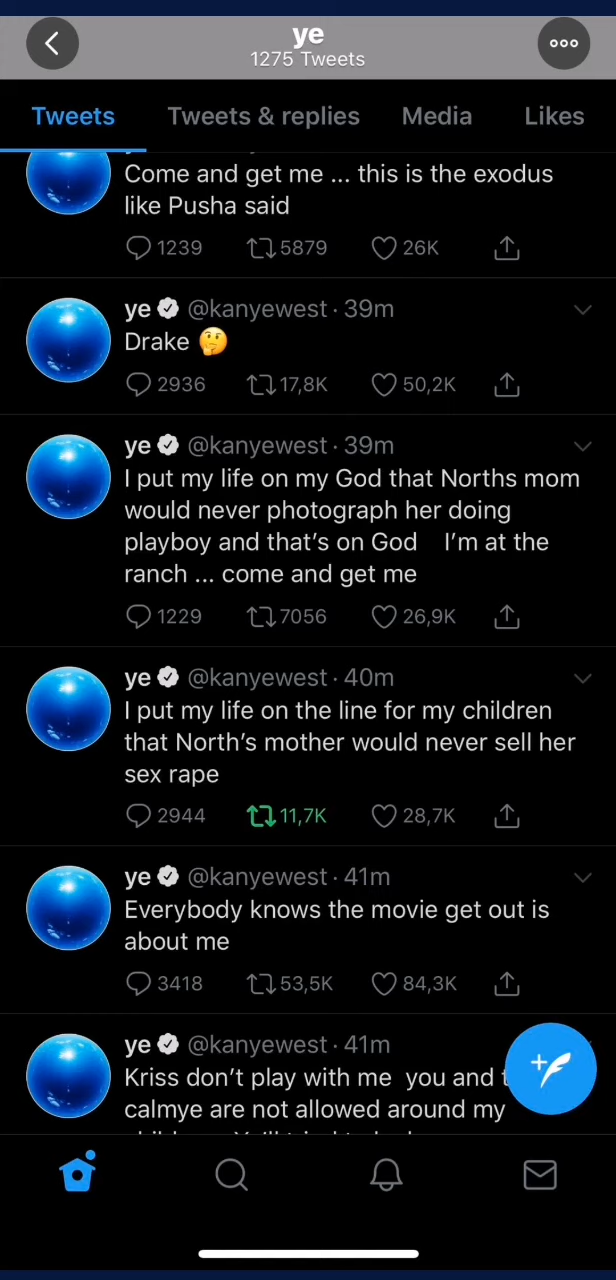 ye
1275 Tweets
Tweets Tweets & replies Media Likes
Come and get me ... this is the exodus
like Pusha said
1239 5879 26K
ye @kanyewest · 39m
Drake 🤔
2936 17,8K 50,2K
ye @kanyewest · 39m
I put my life on my God that Norths mom
would never photograph her doing
playboy and that's on God I'm at the
ranch ... come and get me
1229 7056 26,9K
ye @kanyewest · 40m
I put my life on the line for my children
that North's mother would never sell her
sex rape
2944 11,7K 28,7K
ye @kanyewest · 41m
Everybody knows the movie get out is
about me
3418 53,5K 84,3K
ye @kanyewest · 41m
Kriss don't play with me you and
calmye are not allowed around my